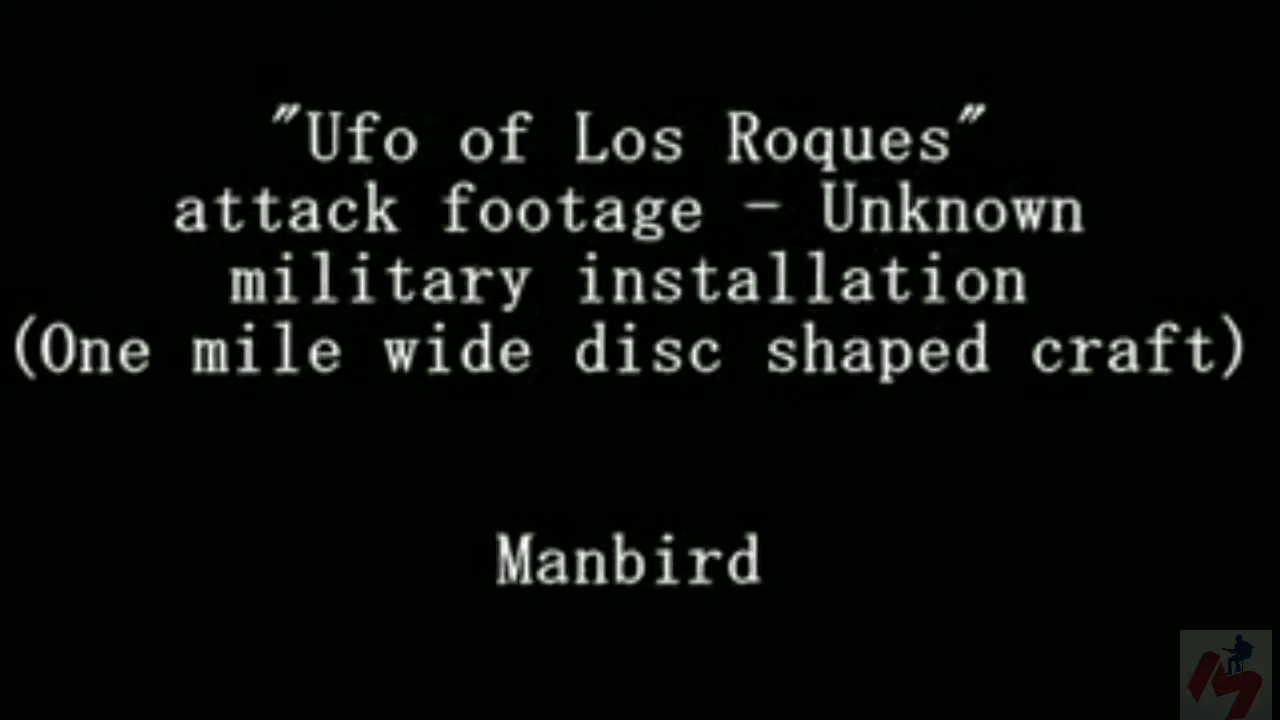 "Ufo of Los Roques"
attack footage - Unknown
military installation
(One mile wide disc shaped craft)
Manbird